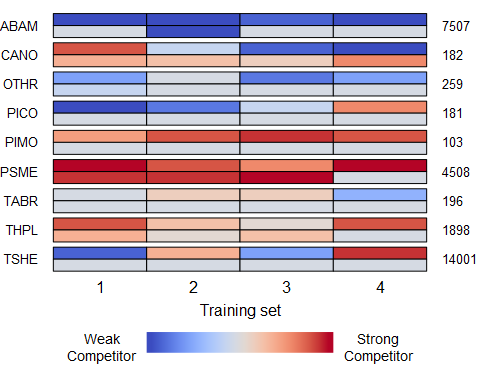 ABAM 7507
CANO 182
OTHR 259
PICO 181
PIMO 103
PSME 4508
TABR 196
THPL 1898
TSHE 14001
1 2 3 4
Training set
Weak Strong
Competitor Competitor